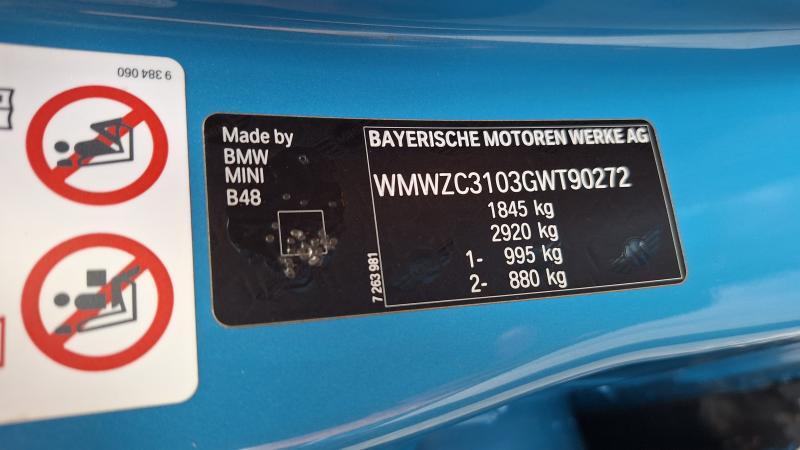 9 384 060
Made by
BMW
MINI
B48
BAYERISCHE MOTOREN WERKE AG
WMWZC3103GWT90272
1845 kg
2920 kg
1- 995 kg
2- 880 kg
7 263 981